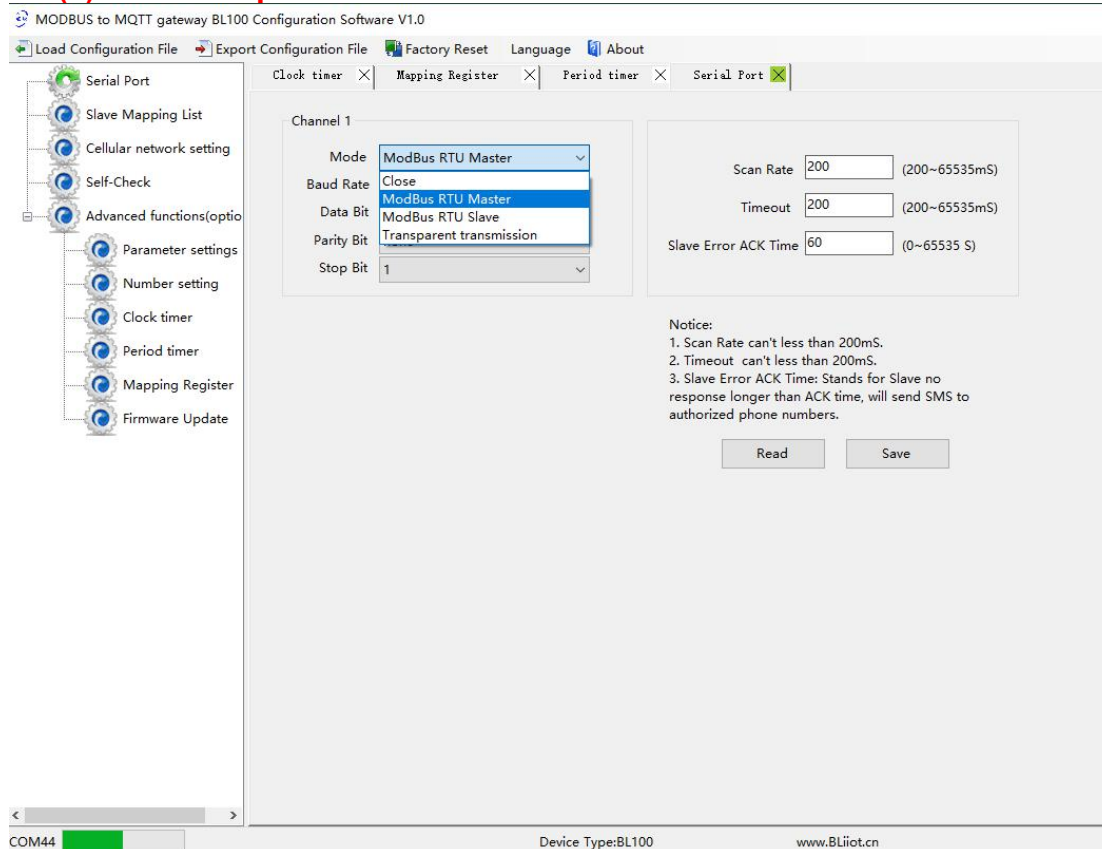 MODBUS to MQTT gateway BL100 Configuration Software V1.0
Load Configuration File Export Configuration File Factory Reset Language About
Serial Port
Slave Mapping List
Cellular network setting
Self-Check
Advanced functions(optio
Parameter settings
Number setting
Clock timer
Period timer
Mapping Register
Firmware Update
Clock timer Mapping Register Period timer Serial Port
Channel 1
Mode ModBus RTU Master
Close
ModBus RTU Master
ModBus RTU Slave
Transparent transmission
Baud Rate
Data Bit
Parity Bit
Stop Bit 1
Scan Rate 200 (200~65535mS)
Timeout 200 (200~65535mS)
Slave Error ACK Time 60 (0~65535 S)
Notice:
1. Scan Rate can't less than 200mS.
2. Timeout can't less than 200mS.
3. Slave Error ACK Time: Stands for Slave no
response longer than ACK time, will send SMS to
authorized phone numbers.
Read Save
COM44 Device Type:BL100 www.BLiiot.cn